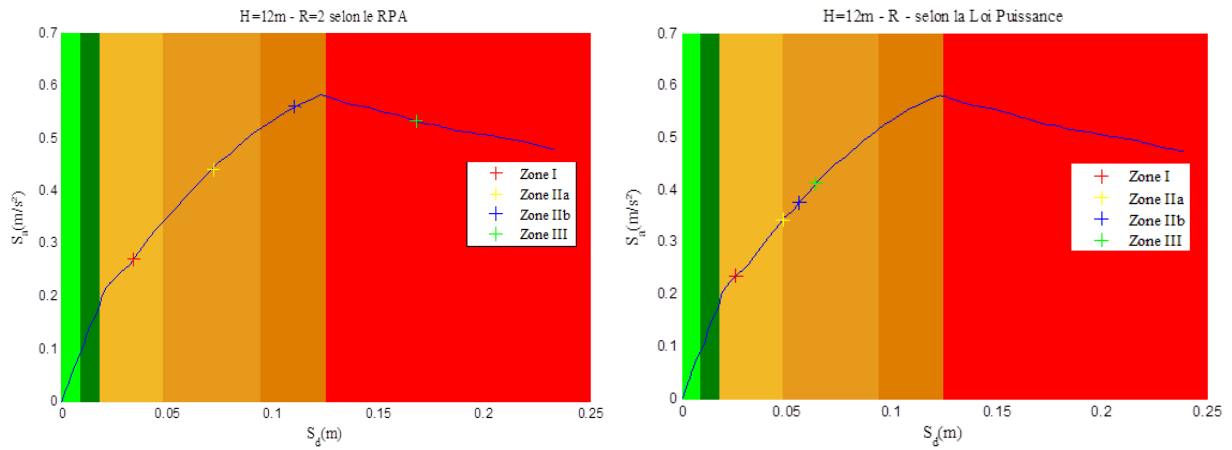 H=12m - R=2 selon le RPA
0.7
0.6
0.5
0.4
0.3
0.2
0.1
0
Sa(m/s²)
Zone I
Zone IIa
Zone IIb
Zone III
0 0.05 0.1 0.15 0.2 0.25
Sd(m)
H=12m - R - selon la Loi Puissance
0.7
0.6
0.5
0.4
0.3
0.2
0.1
0
Sa(m/s²)
Zone I
Zone IIa
Zone IIb
Zone III
0 0.05 0.1 0.15 0.2 0.25
Sd(m)